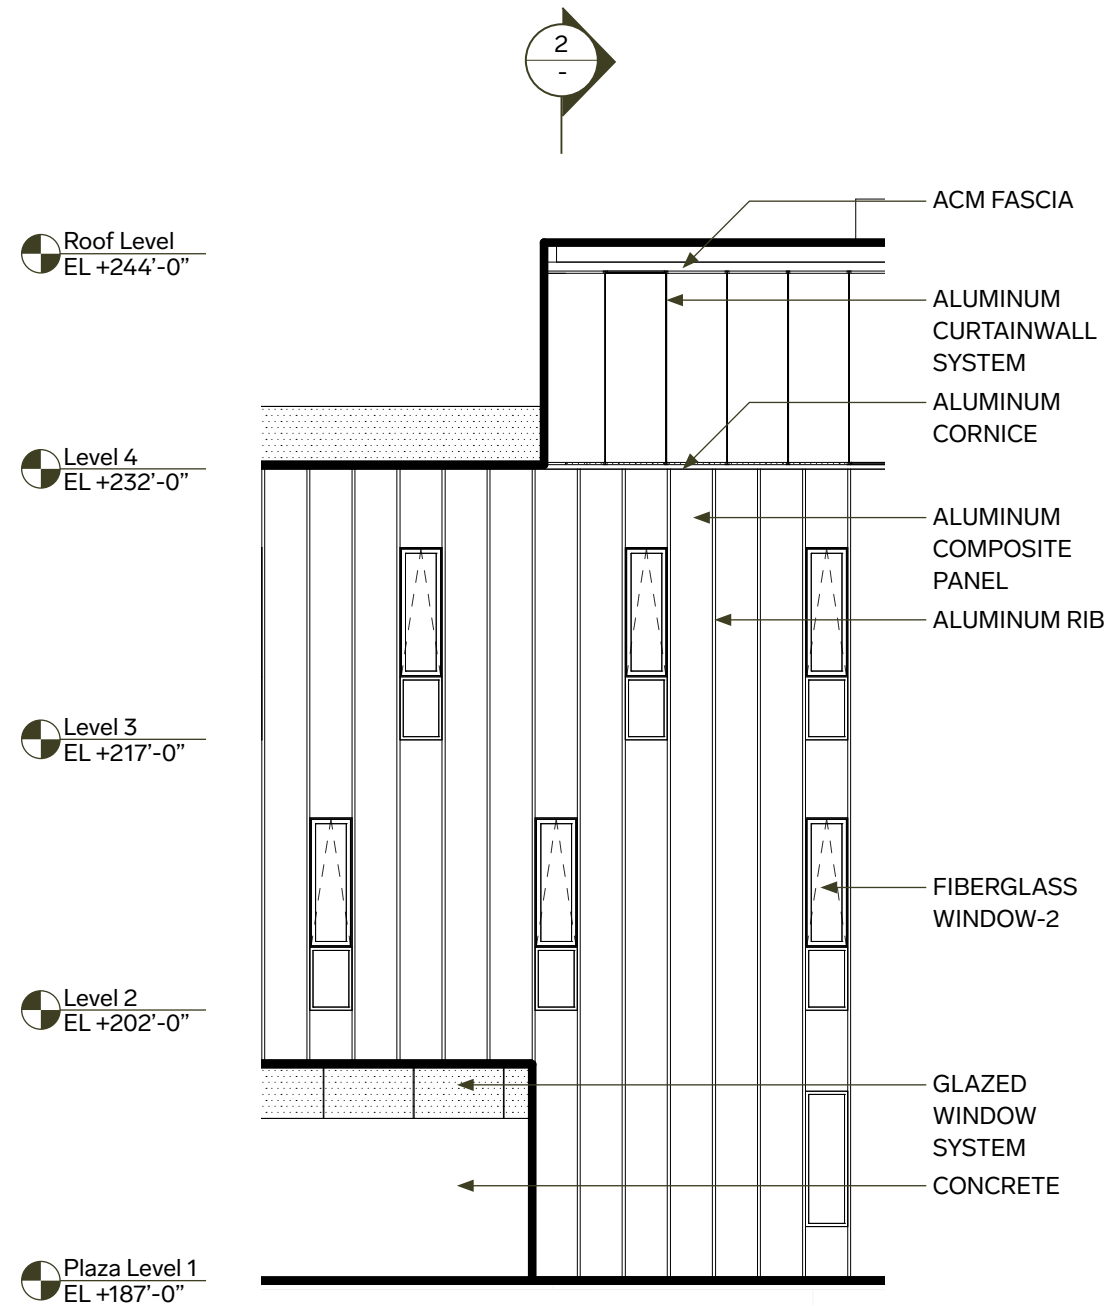 2
-
ACM FASCIA
Roof Level
EL +244’-0”
ALUMINUM
CURTAINWALL
SYSTEM
ALUMINUM
CORNICE
Level 4
EL +232’-0”
ALUMINUM
COMPOSITE
PANEL
ALUMINUM RIB
Level 3
EL +217’-0”
FIBERGLASS
WINDOW-2
Level 2
EL +202’-0”
GLAZED
WINDOW
SYSTEM
CONCRETE
Plaza Level 1
EL +187’-0”